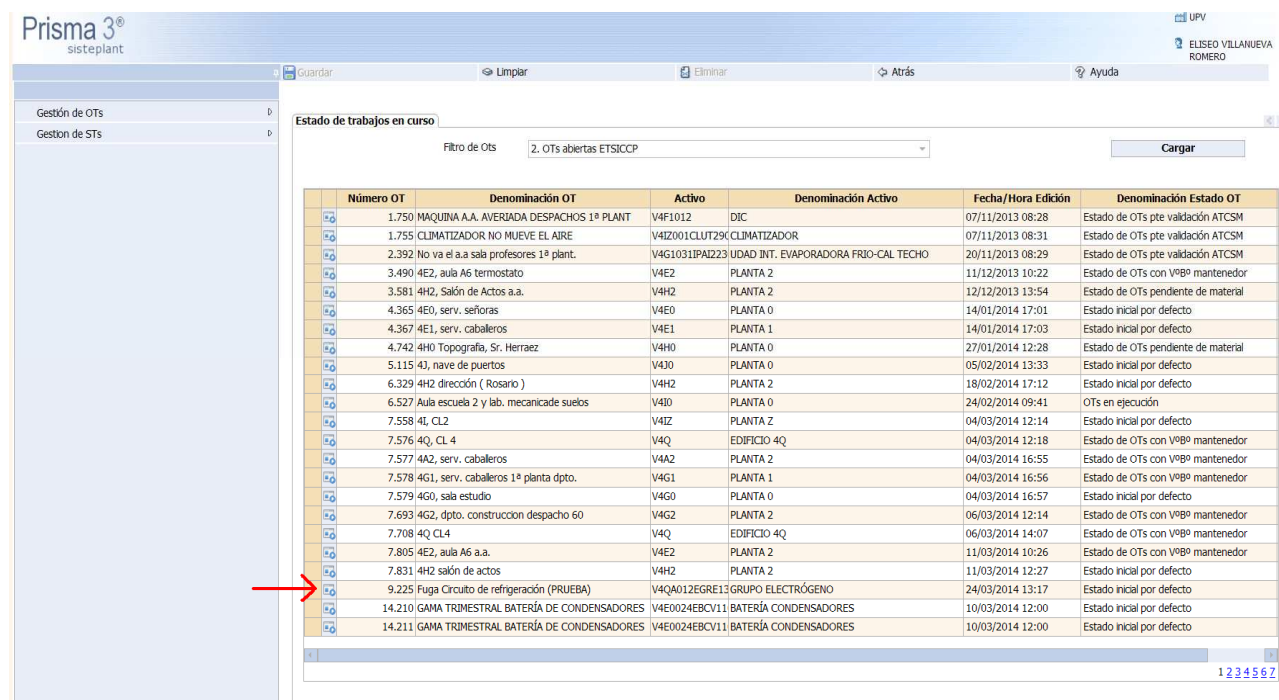 Prisma 3®
sisteplant
UPV
ELISEO VILLANUEVA
ROMERO
Guardar Limpiar Eliminar Atrás Ayuda
Gestión de OTs
Gestion de STs
Estado de trabajos en curso
Filtro de Ots 2. OTs abiertas ETSICCP Cargar
Número OT Denominación OT Activo Denominación Activo Fecha/Hora Edición Denominación Estado OT
1.750 MAQUINA A.A. AVERIADA DESPACHOS 1ª PLANT V4F1012 DIC 07/11/2013 08:28 Estado de OTs pte validación ATCSM
1.755 CLIMATIZADOR NO MUEVE EL AIRE V4IZ001CLUT290 CLIMATIZADOR 07/11/2013 08:31 Estado de OTs pte validación ATCSM
2.392 No va el a.a sala profesores 1ª plant. V4G1031IPAI223 UDAD INT. EVAPORADORA FRIO-CAL TECHO 20/11/2013 08:29 Estado de OTs pte validación ATCSM
3.490 4E2, aula A6 termostato V4E2 PLANTA 2 11/12/2013 10:22 Estado de OTs con VºBº mantenedor
3.581 4H2, Salón de Actos a.a. V4H2 PLANTA 2 12/12/2013 13:54 Estado de OTs pendiente de material
4.365 4E0, serv. señoras V4E0 PLANTA 0 14/01/2014 17:01 Estado inicial por defecto
4.367 4E1, serv. caballeros V4E1 PLANTA 1 14/01/2014 17:03 Estado inicial por defecto
4.742 4H0 Topografia, Sr. Herraez V4H0 PLANTA 0 27/01/2014 12:28 Estado de OTs pendiente de material
5.115 4J, nave de puertos V4J0 PLANTA 0 05/02/2014 13:33 Estado inicial por defecto
6.329 4H2 dirección ( Rosario ) V4H2 PLANTA 2 18/02/2014 17:12 Estado inicial por defecto
6.527 Aula escuela 2 y lab. mecanicade suelos V4I0 PLANTA 0 24/02/2014 09:41 OTs en ejecución
7.558 4I, CL2 V4IZ PLANTA Z 04/03/2014 12:14 Estado inicial por defecto
7.576 4Q, CL 4 V4Q EDIFICIO 4Q 04/03/2014 12:18 Estado de OTs con VºBº mantenedor
7.577 4A2, serv. caballeros V4A2 PLANTA 2 04/03/2014 16:55 Estado de OTs con VºBº mantenedor
7.578 4G1, serv. caballeros 1ª planta dpto. V4G1 PLANTA 1 04/03/2014 16:56 Estado de OTs con VºBº mantenedor
7.579 4G0, sala estudio V4G0 PLANTA 0 04/03/2014 16:57 Estado inicial por defecto
7.693 4G2, dpto. construccion despacho 60 V4G2 PLANTA 2 06/03/2014 12:14 Estado de OTs con VºBº mantenedor
7.708 4Q CL4 V4Q EDIFICIO 4Q 06/03/2014 14:07 Estado de OTs con VºBº mantenedor
7.805 4E2, aula A6 a.a. V4E2 PLANTA 2 11/03/2014 10:26 Estado de OTs con VºBº mantenedor
7.831 4H2 salón de actos V4H2 PLANTA 2 11/03/2014 12:27 Estado inicial por defecto
9.225 Fuga Circuito de refrigeración (PRUEBA) V4QA012EGRE13 GRUPO ELECTRÓGENO 24/03/2014 13:17 Estado inicial por defecto
14.210 GAMA TRIMESTRAL BATERÍA DE CONDENSADORES V4E0024EBCV11 BATERÍA CONDENSADORES 10/03/2014 12:00 Estado inicial por defecto
14.211 GAMA TRIMESTRAL BATERÍA DE CONDENSADORES V4E0024EBCV11 BATERÍA CONDENSADORES 10/03/2014 12:00 Estado inicial por defecto
1 2 3 4 5 6 7